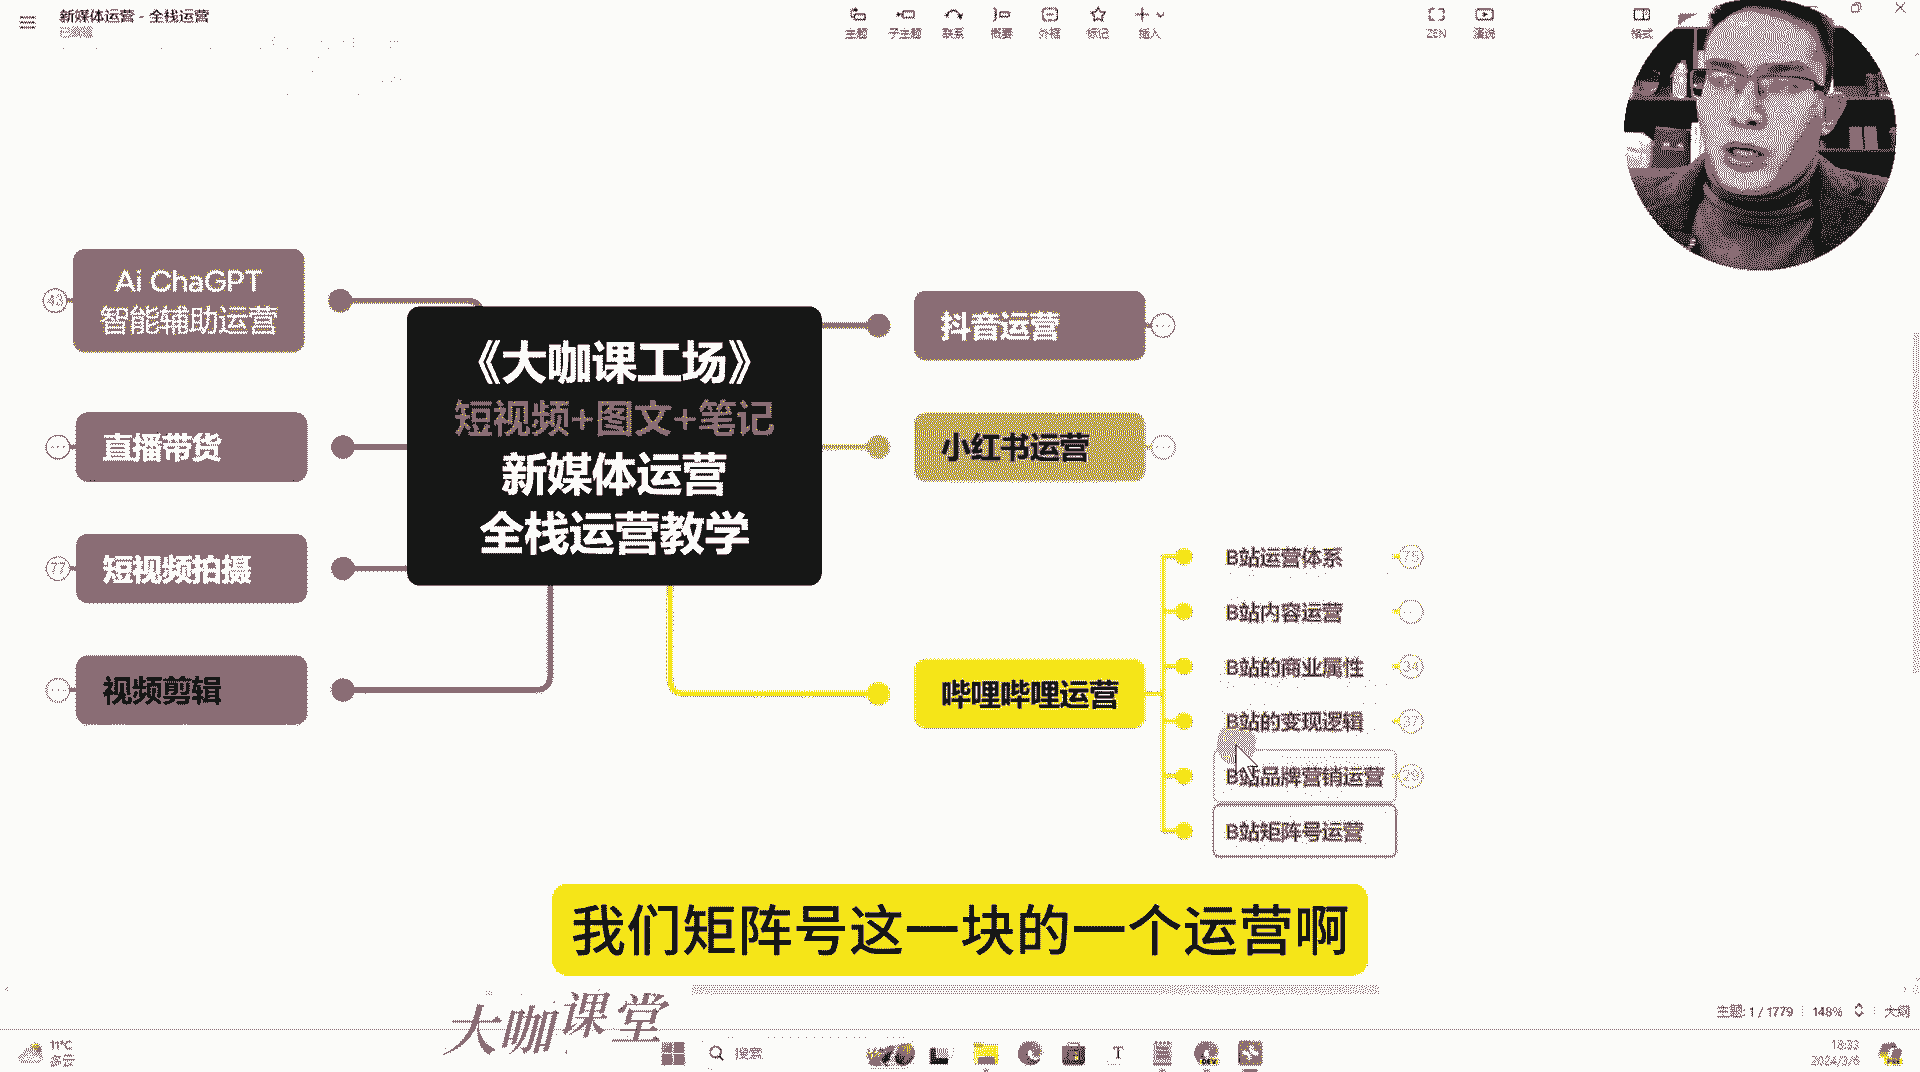 新媒体运营 - 全栈运营
已编辑
主题
子主题
联系
概要
外框
标记
插入
ZEN
演说
格式
43
Ai ChaGPT
智能辅助运营
直播带货
77
短视频拍摄
视频剪辑
《大咖课工场》
短视频+图文+笔记
新媒体运营
全栈运营教学
抖音运营
小红书运营
哔哩哔哩运营
B站运营体系
75
B站内容运营
B站的商业属性
34
B站的变现逻辑
37
B站品牌营销运营
29
B站矩阵号运营
我们矩阵号这一块的一个运营啊
大咖课堂
主题: 1 / 1779
148%
大纲
11°C
多云
搜索
18:33
2024/3/6